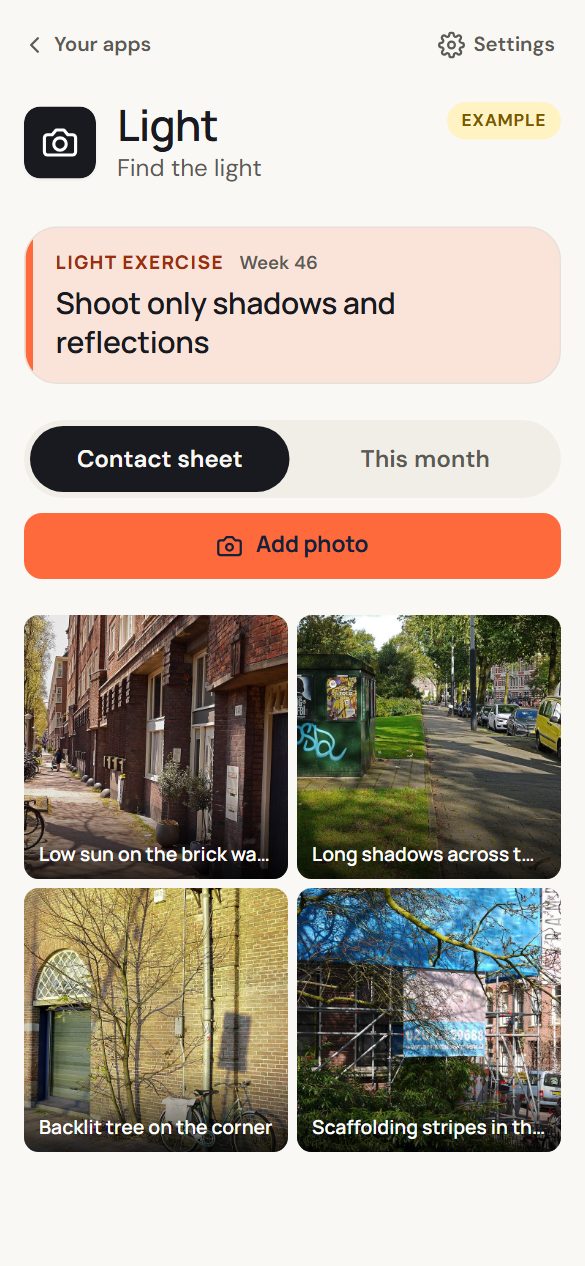 Your apps
Settings
Light
EXAMPLE
Find the light
LIGHT EXERCISE Week 46
Shoot only shadows and
reflections
Contact sheet
This month
Add photo
Low sun on the brick wa...
Long shadows across t...
Backlit tree on the corner
Scaffolding stripes in th...